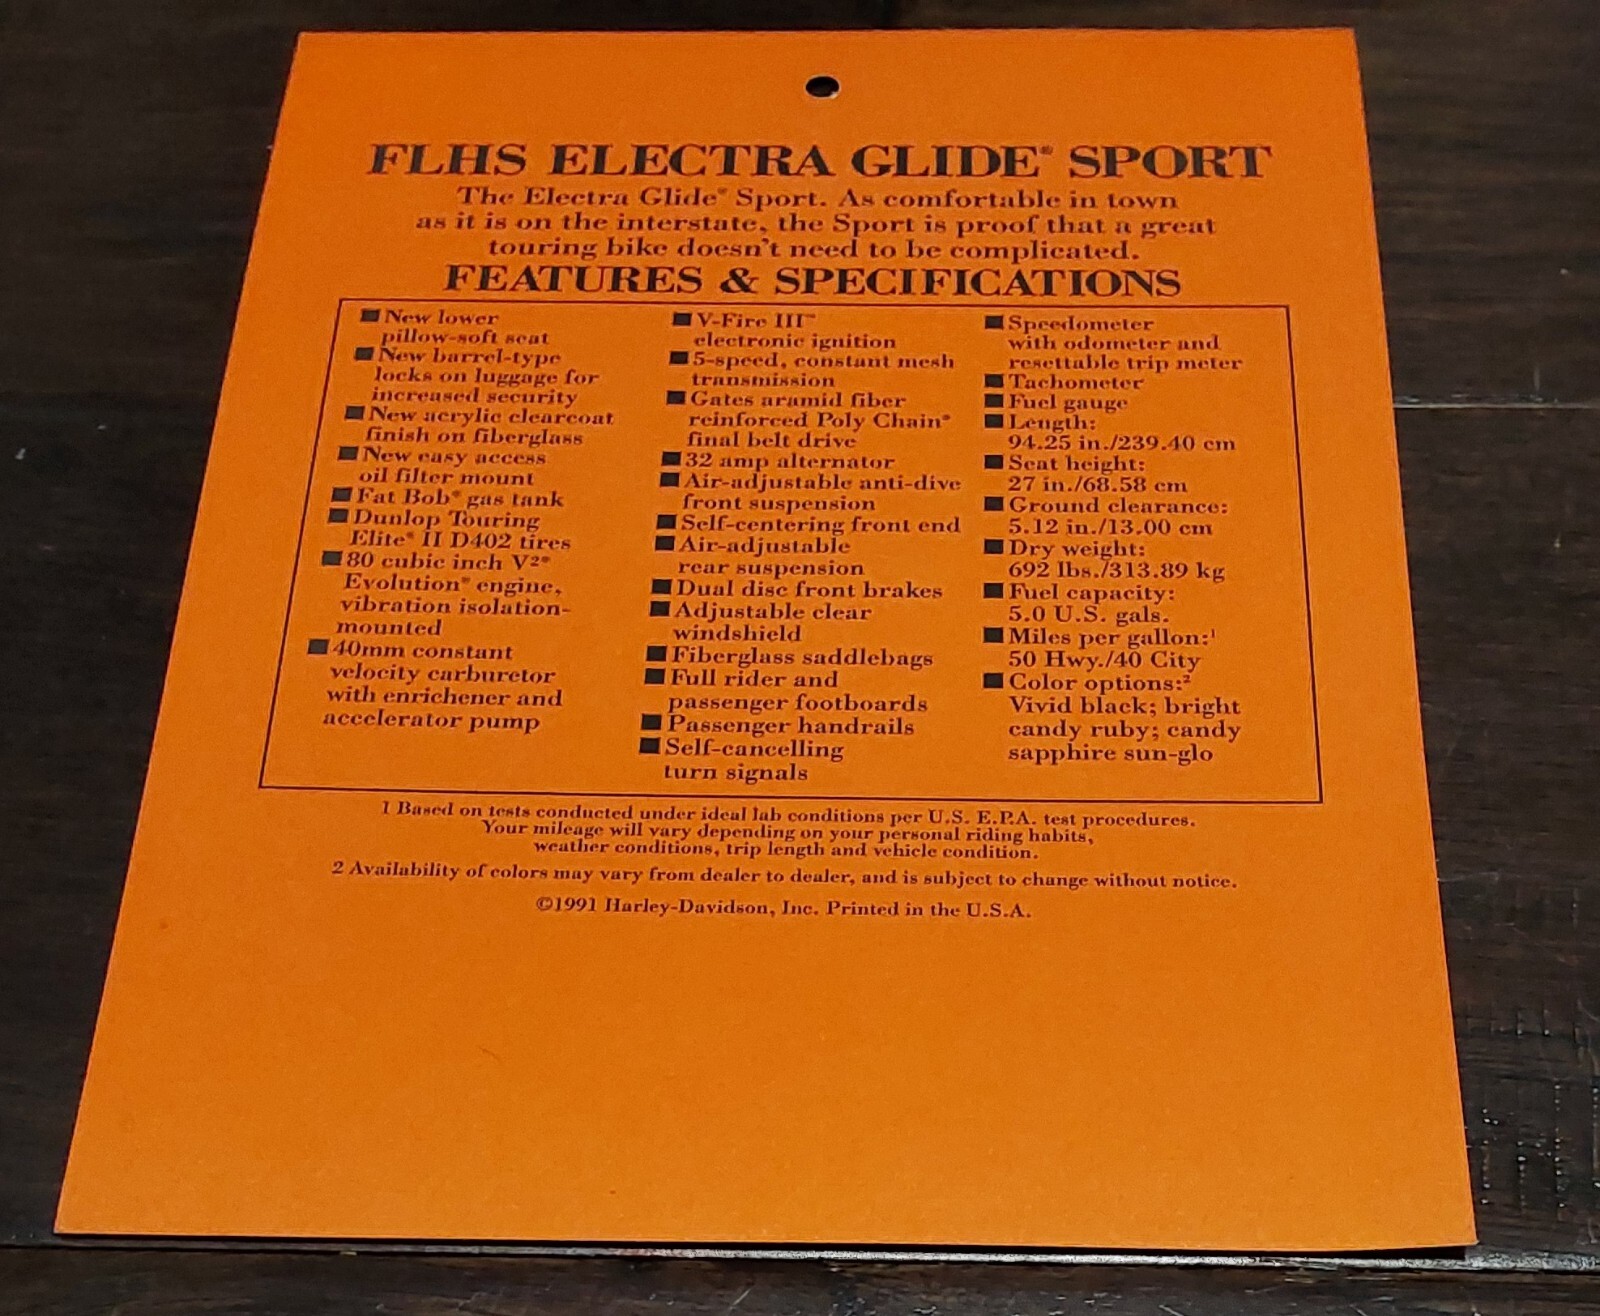 FLHS ELECTRA GLIDE® SPORT
The Electra Glide® Sport. As comfortable in town
as it is on the interstate, the Sport is proof that a great
touring bike doesn't need to be complicated.
FEATURES & SPECIFICATIONS
■ New lower
pillow-soft seat
■ New barrel-type
locks on luggage for
increased security
■ New acrylic clearcoat
finish on fiberglass
■ New easy access
oil filter mount
■ Fat Bob® gas tank
■ Dunlop Touring
Elite® II D402 tires
■ 80 cubic inch V²®
Evolution® engine,
vibration isolation-
mounted
■ 40mm constant
velocity carburetor
with enrichener and
accelerator pump
■ V-Fire III™
electronic ignition
■ 5-speed, constant mesh
transmission
■ Gates aramid fiber
reinforced Poly Chain®
final belt drive
■ 32 amp alternator
■ Air-adjustable anti-dive
front suspension
■ Self-centering front end
■ Air-adjustable
rear suspension
■ Dual disc front brakes
■ Adjustable clear
windshield
■ Fiberglass saddlebags
■ Full rider and
passenger footboards
■ Passenger handrails
■ Self-cancelling
turn signals
■ Speedometer
with odometer and
resettable trip meter
■ Tachometer
■ Fuel gauge
■ Length:
94.25 in./239.40 cm
■ Seat height:
27 in./68.58 cm
■ Ground clearance:
5.12 in./13.00 cm
■ Dry weight:
692 lbs./313.89 kg
■ Fuel capacity:
5.0 U.S. gals.
■ Miles per gallon:¹
50 Hwy./40 City
■ Color options:²
Vivid black; bright
candy ruby; candy
sapphire sun-glo
1 Based on tests conducted under ideal lab conditions per U.S. E.P.A. test procedures.
Your mileage will vary depending on your personal riding habits,
weather conditions, trip length and vehicle condition.
2 Availability of colors may vary from dealer to dealer, and is subject to change without notice.
©1991 Harley-Davidson, Inc. Printed in the U.S.A.